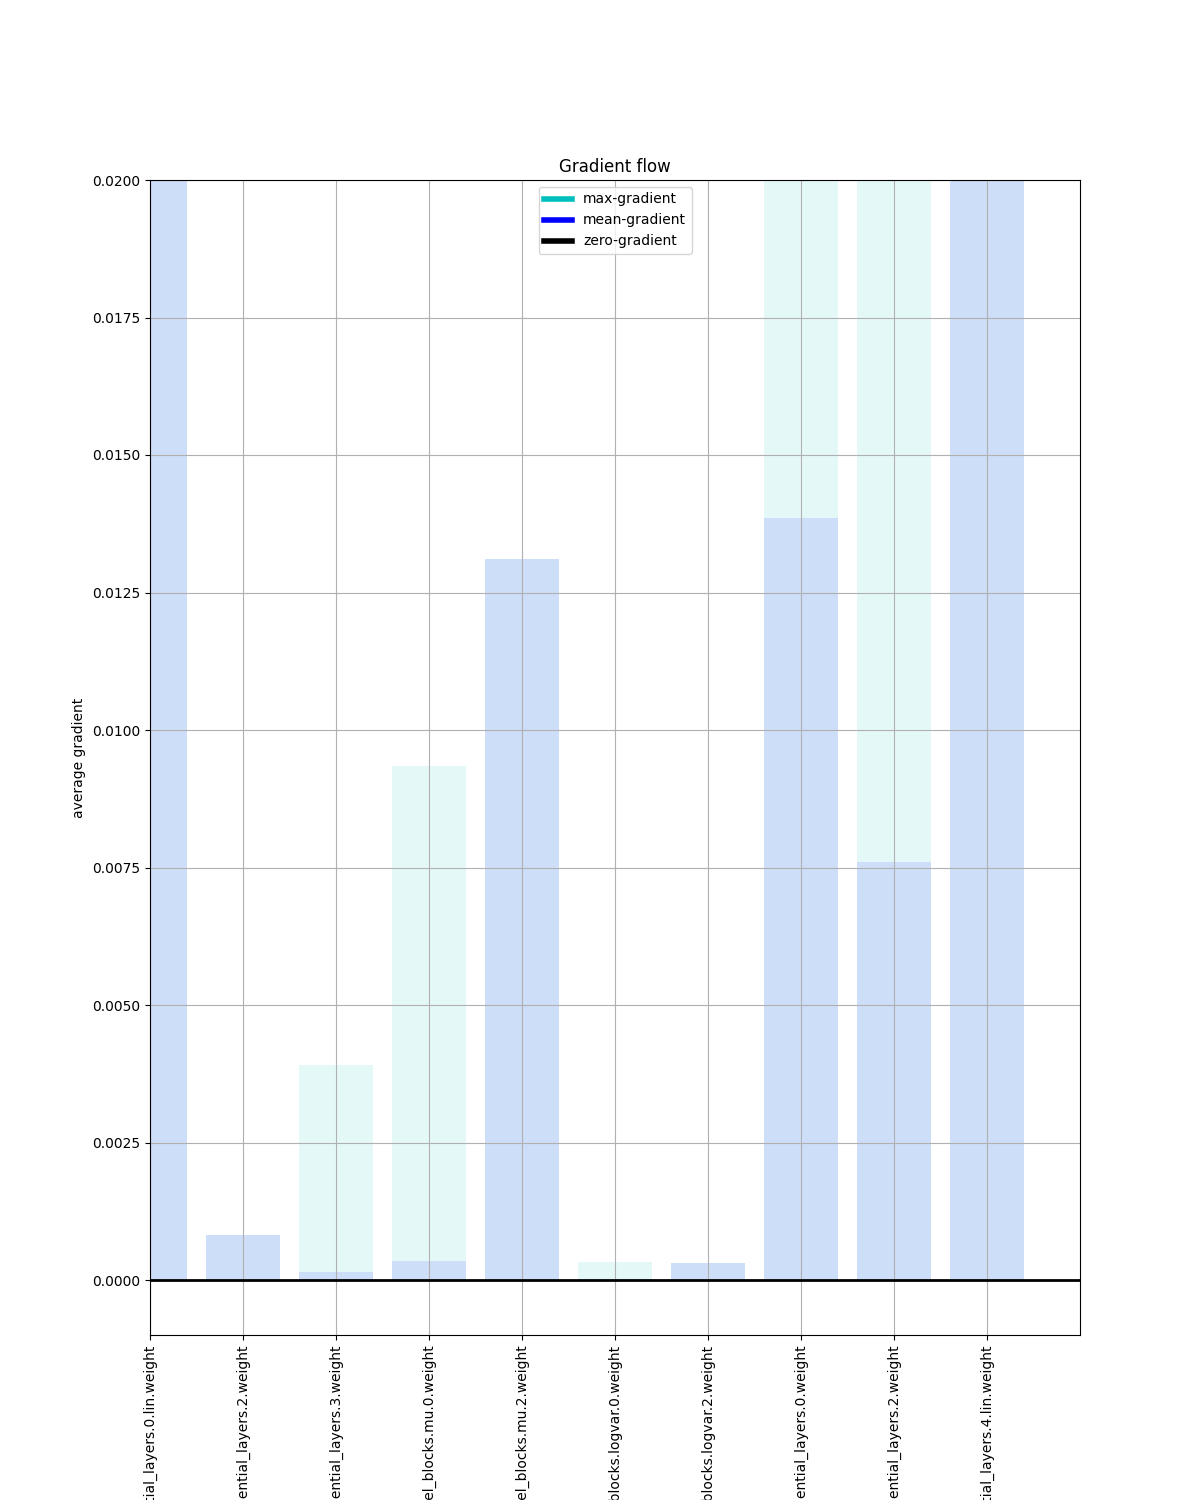 Gradient flow
max-gradient
mean-gradient
zero-gradient
average gradient
0.0200
0.0175
0.0150
0.0125
0.0100
0.0075
0.0050
0.0025
0.0000
tial_layers.0.lin.weight
ential_layers.2.weight
ential_layers.3.weight
el_blocks.mu.0.weight
el_blocks.mu.2.weight
blocks.logvar.0.weight
blocks.logvar.2.weight
ential_layers.0.weight
ential_layers.2.weight
tial_layers.4.lin.weight